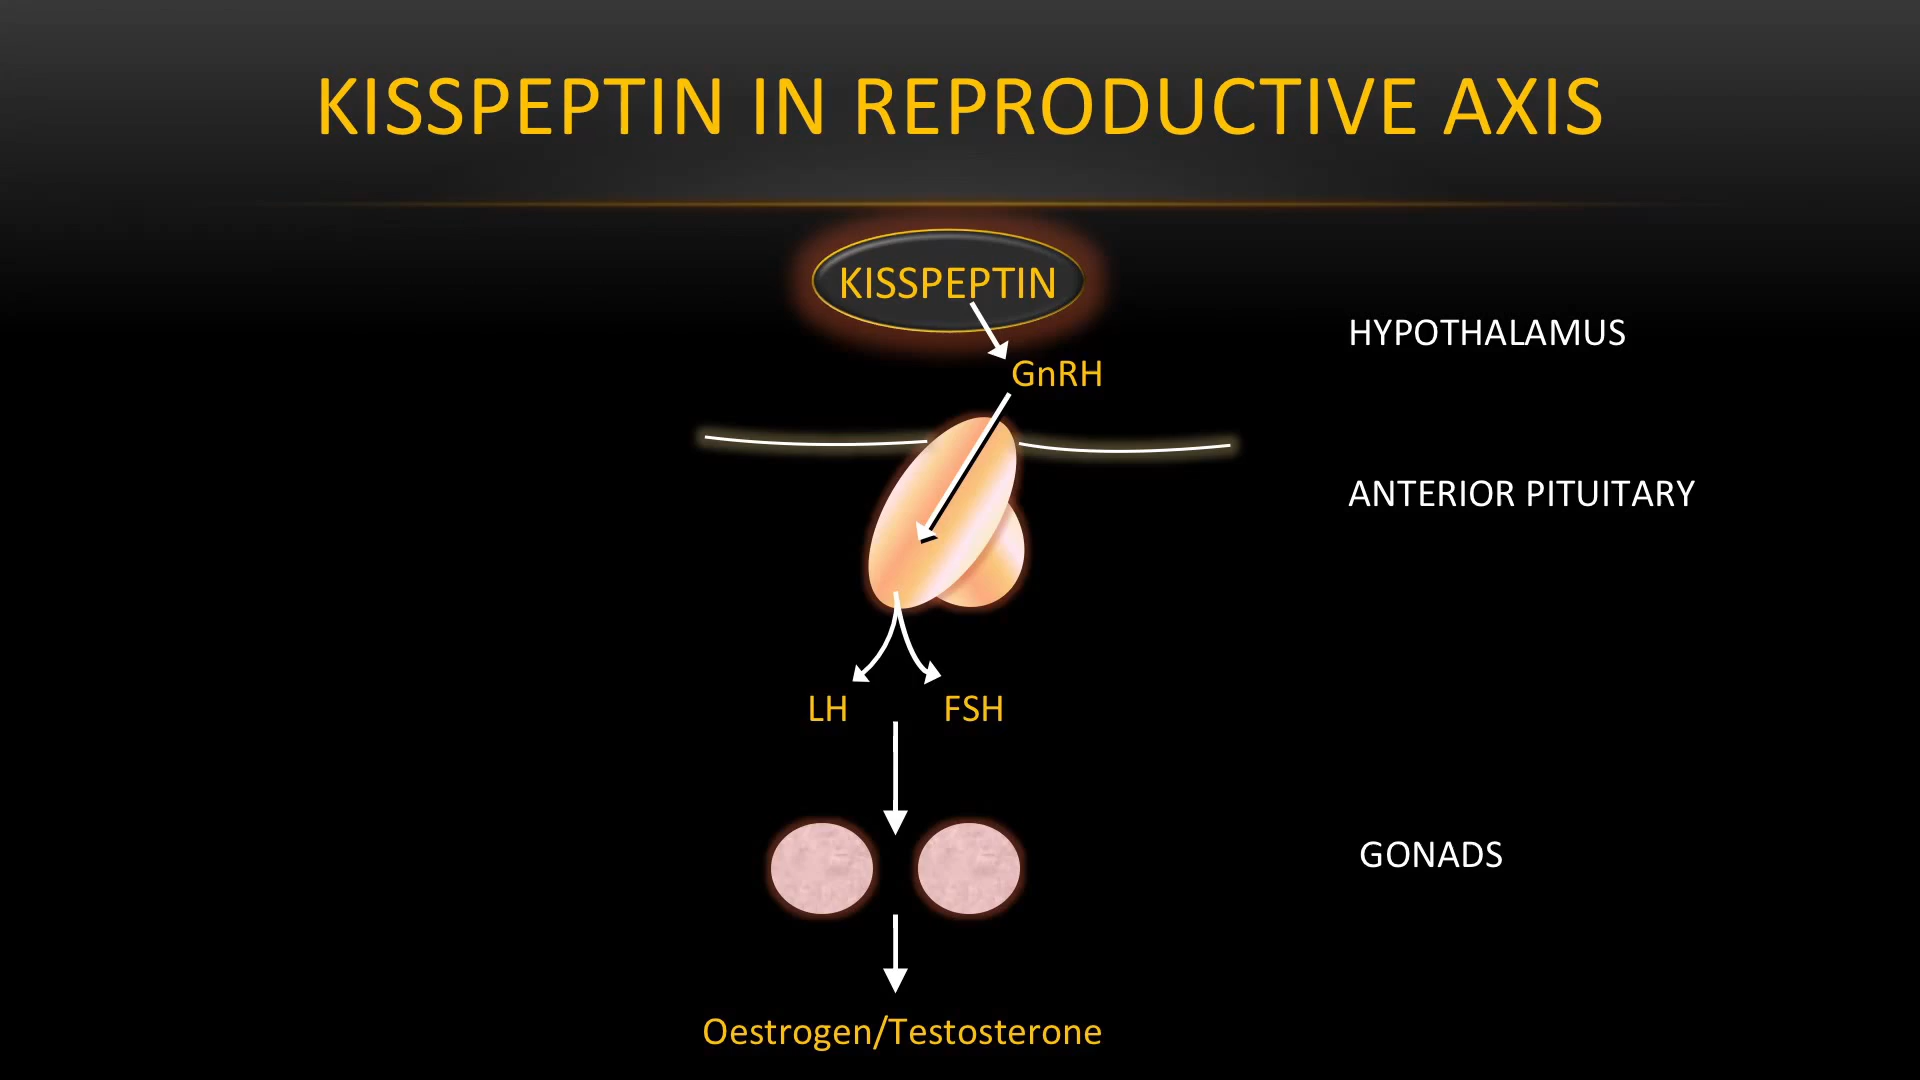 KISSPEPTIN IN REPRODUCTIVE AXIS
KISSPEPTIN
HYPOTHALAMUS
GnRH
ANTERIOR PITUITARY
LH FSH
GONADS
Oestrogen/Testosterone